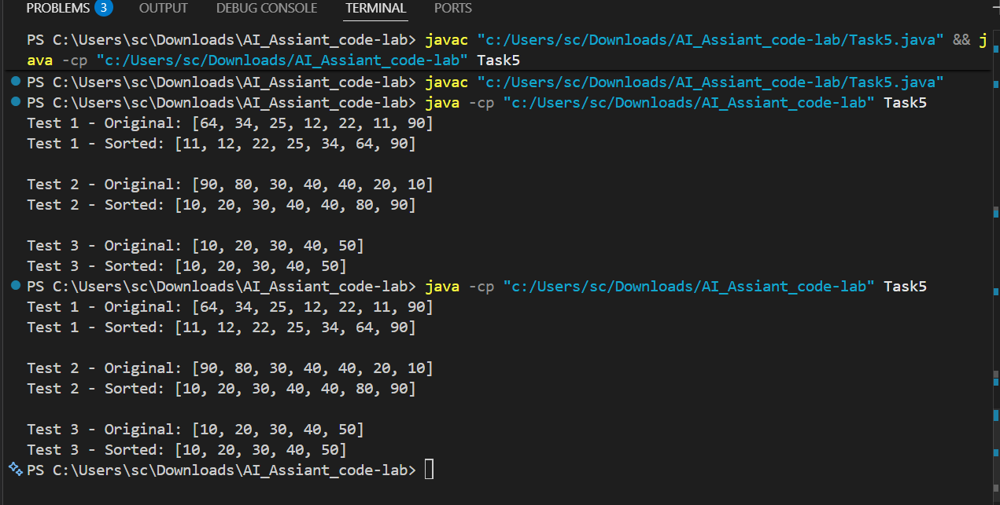 PROBLEMS 3 OUTPUT DEBUG CONSOLE TERMINAL PORTS
PS C:\Users\sc\Downloads\AI_Assiant_code-lab> javac "c:/Users/sc/Downloads/AI_Assiant_code-lab/Task5.java" && j
ava -cp "c:/Users/sc/Downloads/AI_Assiant_code-lab" Task5
PS C:\Users\sc\Downloads\AI_Assiant_code-lab> javac "c:/Users/sc/Downloads/AI_Assiant_code-lab/Task5.java"
PS C:\Users\sc\Downloads\AI_Assiant_code-lab> java -cp "c:/Users/sc/Downloads/AI_Assiant_code-lab" Task5
Test 1 - Original: [64, 34, 25, 12, 22, 11, 90]
Test 1 - Sorted: [11, 12, 22, 25, 34, 64, 90]

Test 2 - Original: [90, 80, 30, 40, 40, 20, 10]
Test 2 - Sorted: [10, 20, 30, 40, 40, 80, 90]

Test 3 - Original: [10, 20, 30, 40, 50]
Test 3 - Sorted: [10, 20, 30, 40, 50]
PS C:\Users\sc\Downloads\AI_Assiant_code-lab> java -cp "c:/Users/sc/Downloads/AI_Assiant_code-lab" Task5
Test 1 - Original: [64, 34, 25, 12, 22, 11, 90]
Test 1 - Sorted: [11, 12, 22, 25, 34, 64, 90]

Test 2 - Original: [90, 80, 30, 40, 40, 20, 10]
Test 2 - Sorted: [10, 20, 30, 40, 40, 80, 90]

Test 3 - Original: [10, 20, 30, 40, 50]
Test 3 - Sorted: [10, 20, 30, 40, 50]
PS C:\Users\sc\Downloads\AI_Assiant_code-lab>